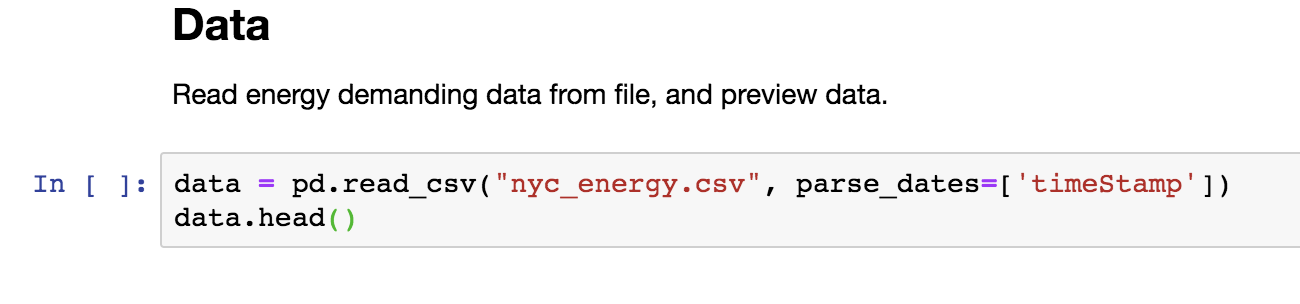 Data
Read energy demanding data from file, and preview data.
In [ ]: data = pd.read_csv("nyc_energy.csv", parse_dates=['timeStamp'])
data.head()